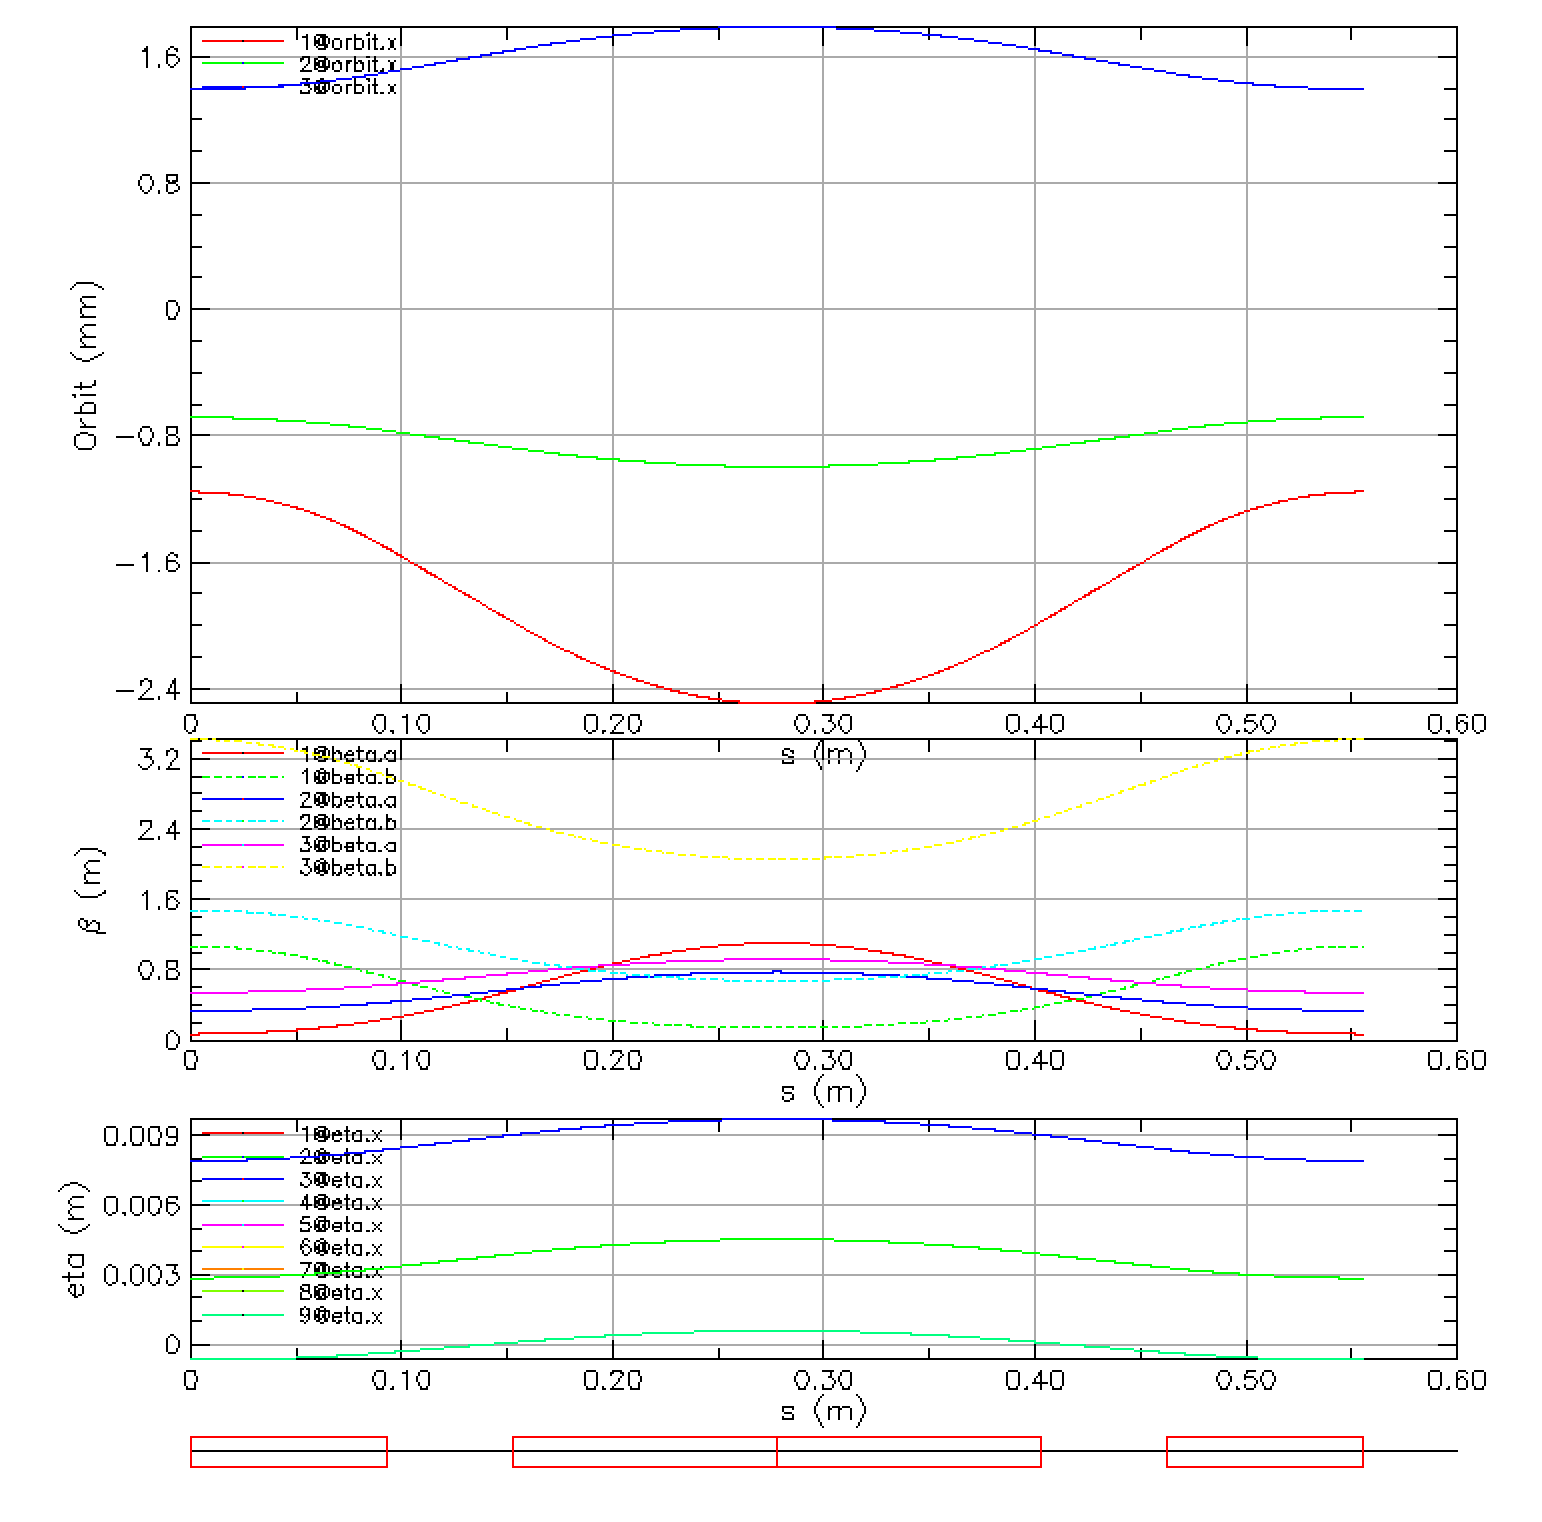 1@orbit.x
1.6
2@orbit.x
3@orbit.x
0.8
0
Orbit (mm)
−0.8
−1.6
−2.4
0 0.10 0.20 0.30 0.40 0.50 0.60
s (m)
1@beta.a
3.2
1@beta.b
2@beta.a
2@beta.b
2.4
3@beta.a
3@beta.b
β (m)
1.6
0.8
0
0 0.10 0.20 0.30 0.40 0.50 0.60
s (m)
1@eta.x
0.009
2@eta.x
3@eta.x
4@eta.x
0.006
5@eta.x
6@eta.x
eta (m)
7@eta.x
0.003
8@eta.x
9@eta.x
0
0 0.10 0.20 0.30 0.40 0.50 0.60
s (m)